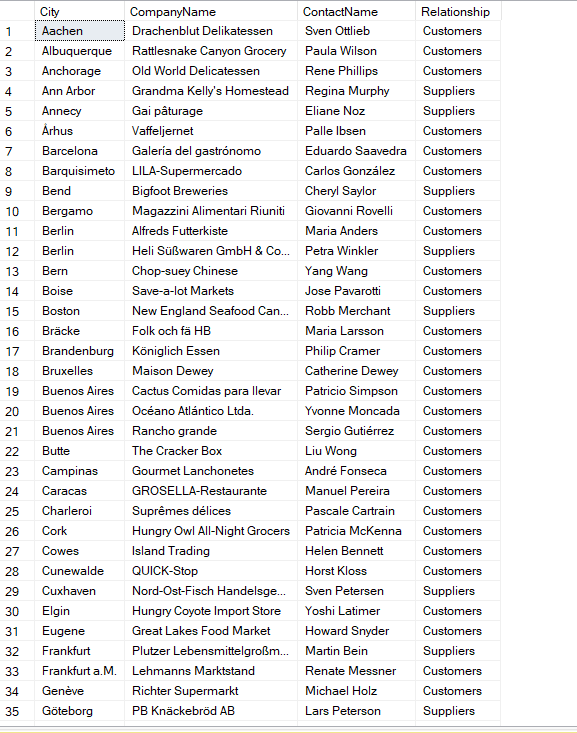 City CompanyName ContactName Relationship
1 Aachen Drachenblut Delikatessen Sven Ottlieb Customers
2 Albuquerque Rattlesnake Canyon Grocery Paula Wilson Customers
3 Anchorage Old World Delicatessen Rene Phillips Customers
4 Ann Arbor Grandma Kelly's Homestead Regina Murphy Suppliers
5 Annecy Gai pâturage Eliane Noz Suppliers
6 Århus Vaffeljernet Palle Ibsen Customers
7 Barcelona Galería del gastrónomo Eduardo Saavedra Customers
8 Barquisimeto LILA-Supermercado Carlos González Customers
9 Bend Bigfoot Breweries Cheryl Saylor Suppliers
10 Bergamo Magazzini Alimentari Riuniti Giovanni Rovelli Customers
11 Berlin Alfreds Futterkiste Maria Anders Customers
12 Berlin Heli Süßwaren GmbH & Co... Petra Winkler Suppliers
13 Bern Chop-suey Chinese Yang Wang Customers
14 Boise Save-a-lot Markets Jose Pavarotti Customers
15 Boston New England Seafood Can... Robb Merchant Suppliers
16 Bräcke Folk och fä HB Maria Larsson Customers
17 Brandenburg Königlich Essen Philip Cramer Customers
18 Bruxelles Maison Dewey Catherine Dewey Customers
19 Buenos Aires Cactus Comidas para llevar Patricio Simpson Customers
20 Buenos Aires Océano Atlántico Ltda. Yvonne Moncada Customers
21 Buenos Aires Rancho grande Sergio Gutiérrez Customers
22 Butte The Cracker Box Liu Wong Customers
23 Campinas Gourmet Lanchonetes André Fonseca Customers
24 Caracas GROSELLA-Restaurante Manuel Pereira Customers
25 Charleroi Suprêmes délices Pascale Cartrain Customers
26 Cork Hungry Owl All-Night Grocers Patricia McKenna Customers
27 Cowes Island Trading Helen Bennett Customers
28 Cunewalde QUICK-Stop Horst Kloss Customers
29 Cuxhaven Nord-Ost-Fisch Handelsge... Sven Petersen Suppliers
30 Elgin Hungry Coyote Import Store Yoshi Latimer Customers
31 Eugene Great Lakes Food Market Howard Snyder Customers
32 Frankfurt Plutzer Lebensmittelgroßm... Martin Bein Suppliers
33 Frankfurt a.M. Lehmanns Marktstand Renate Messner Customers
34 Genève Richter Supermarkt Michael Holz Customers
35 Göteborg PB Knäckebröd AB Lars Peterson Suppliers